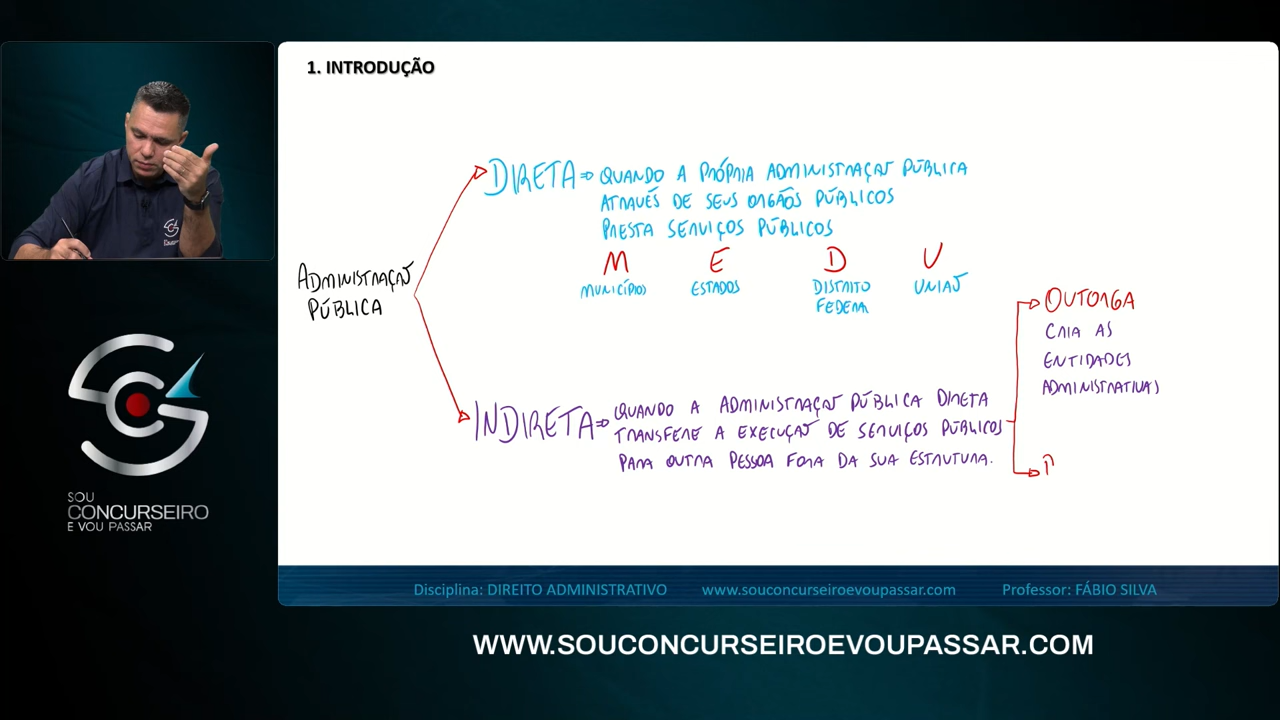 1. INTRODUÇÃO
DIRETA ⇒ QUANDO A PRÓPRIA ADMINISTRAÇÃO PÚBLICA
ATRAVÉS DE SEUS ORGÃOS PÚBLICOS
PRESTA SERVIÇOS PÚBLICOS
M E D U
MUNICÍPIOS ESTADOS DISTRITO FEDERAL UNIÃO
ADMINISTRAÇÃO
PÚBLICA
INDIRETA ⇒ QUANDO A ADMINISTRAÇÃO PÚBLICA DIRETA
TRANSFERE A EXECUÇÃO DE SERVIÇOS PÚBLICOS
PARA OUTRA PESSOA FORA DA SUA ESTRUTURA.
OUTORGA
CRIA AS
ENTIDADES
ADMINISTRATIVAS
SOU
CONCURSEIRO
E VOU PASSAR
Disciplina: DIREITO ADMINISTRATIVO www.souconcurseiroevoupassar.com Professor: FÁBIO SILVA
WWW.SOUCONCURSEIROEVOUPASSAR.COM